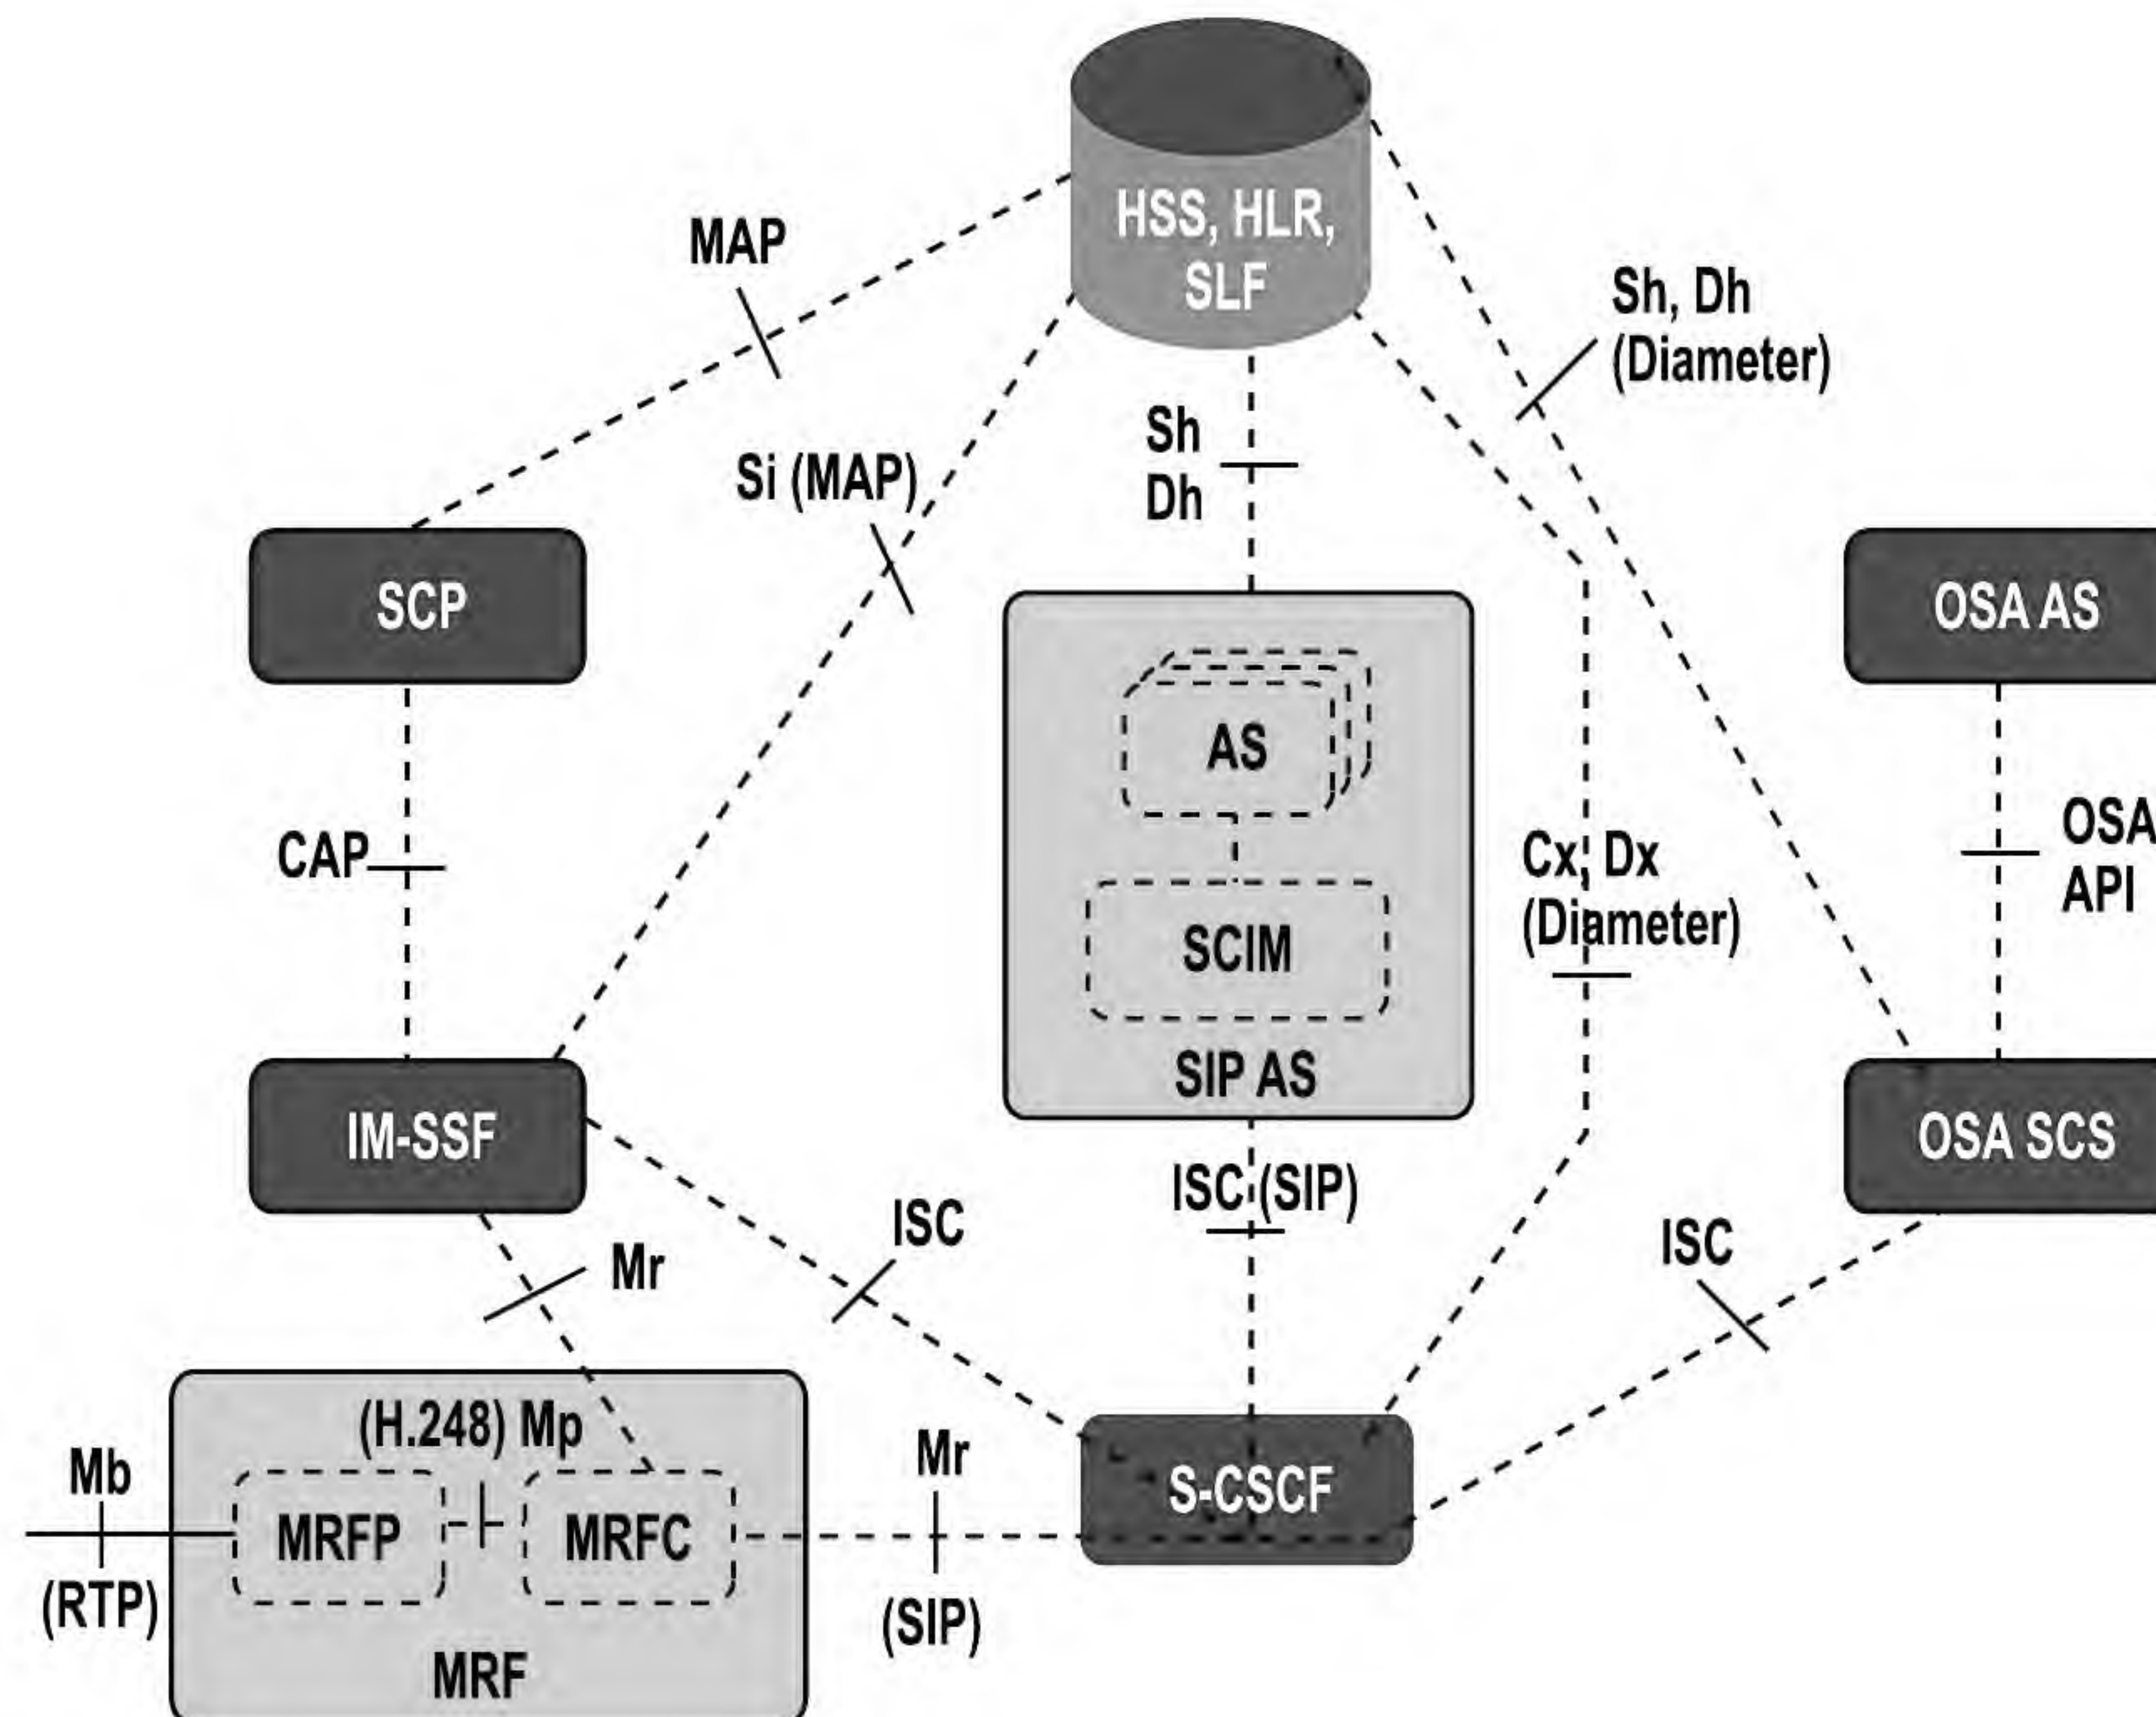 HSS, HLR,
SLF
MAP
Sh, Dh
(Diameter)
Sh
Dh
Si (MAP)
SCP
OSA AS
AS
CAP
Cx, Dx
(Diameter)
OSA
API
SCIM
SIP AS
IM-SSF
OSA SCS
ISC (SIP)
ISC
ISC
Mr
(H.248) Mp
Mb
Mr
S-CSCF
MRFP
MRFC
(RTP)
(SIP)
MRF